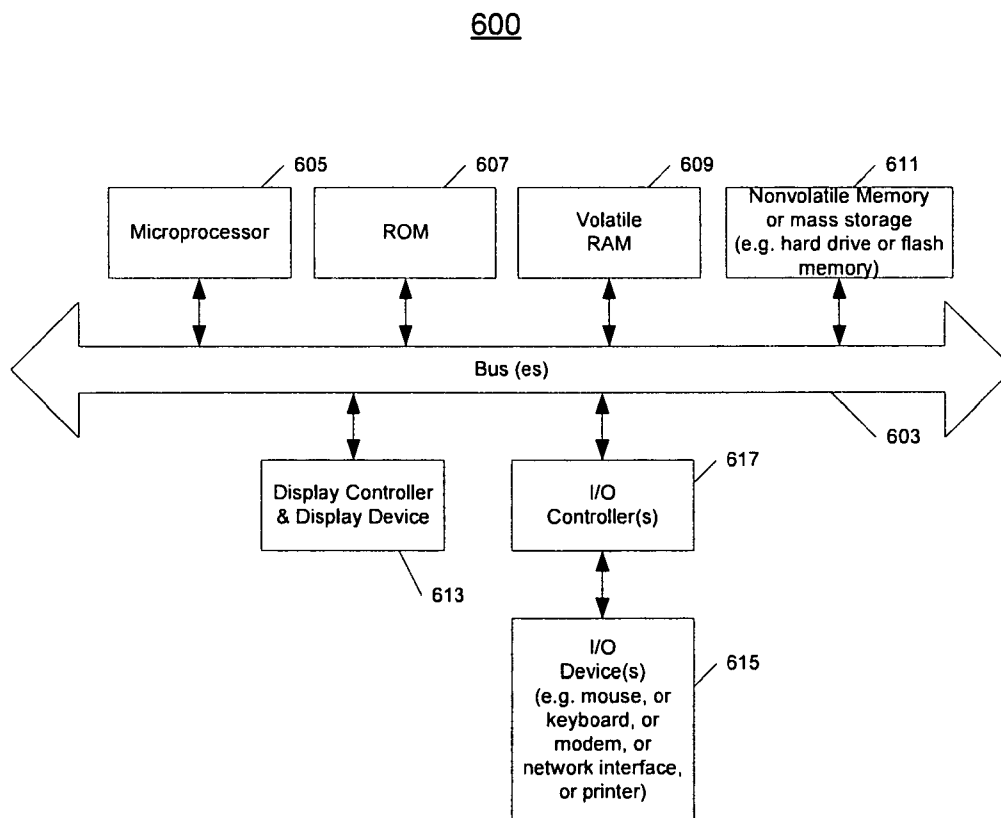 600
605
607
609
611
Microprocessor
ROM
Volatile
RAM
Nonvolatile Memory
or mass storage
(e.g. hard drive or flash
memory)
Bus (es)
603
Display Controller
& Display Device
613
I/O
Controller(s)
617
I/O
Device(s)
(e.g. mouse, or
keyboard, or
modem, or
network interface,
or printer)
615